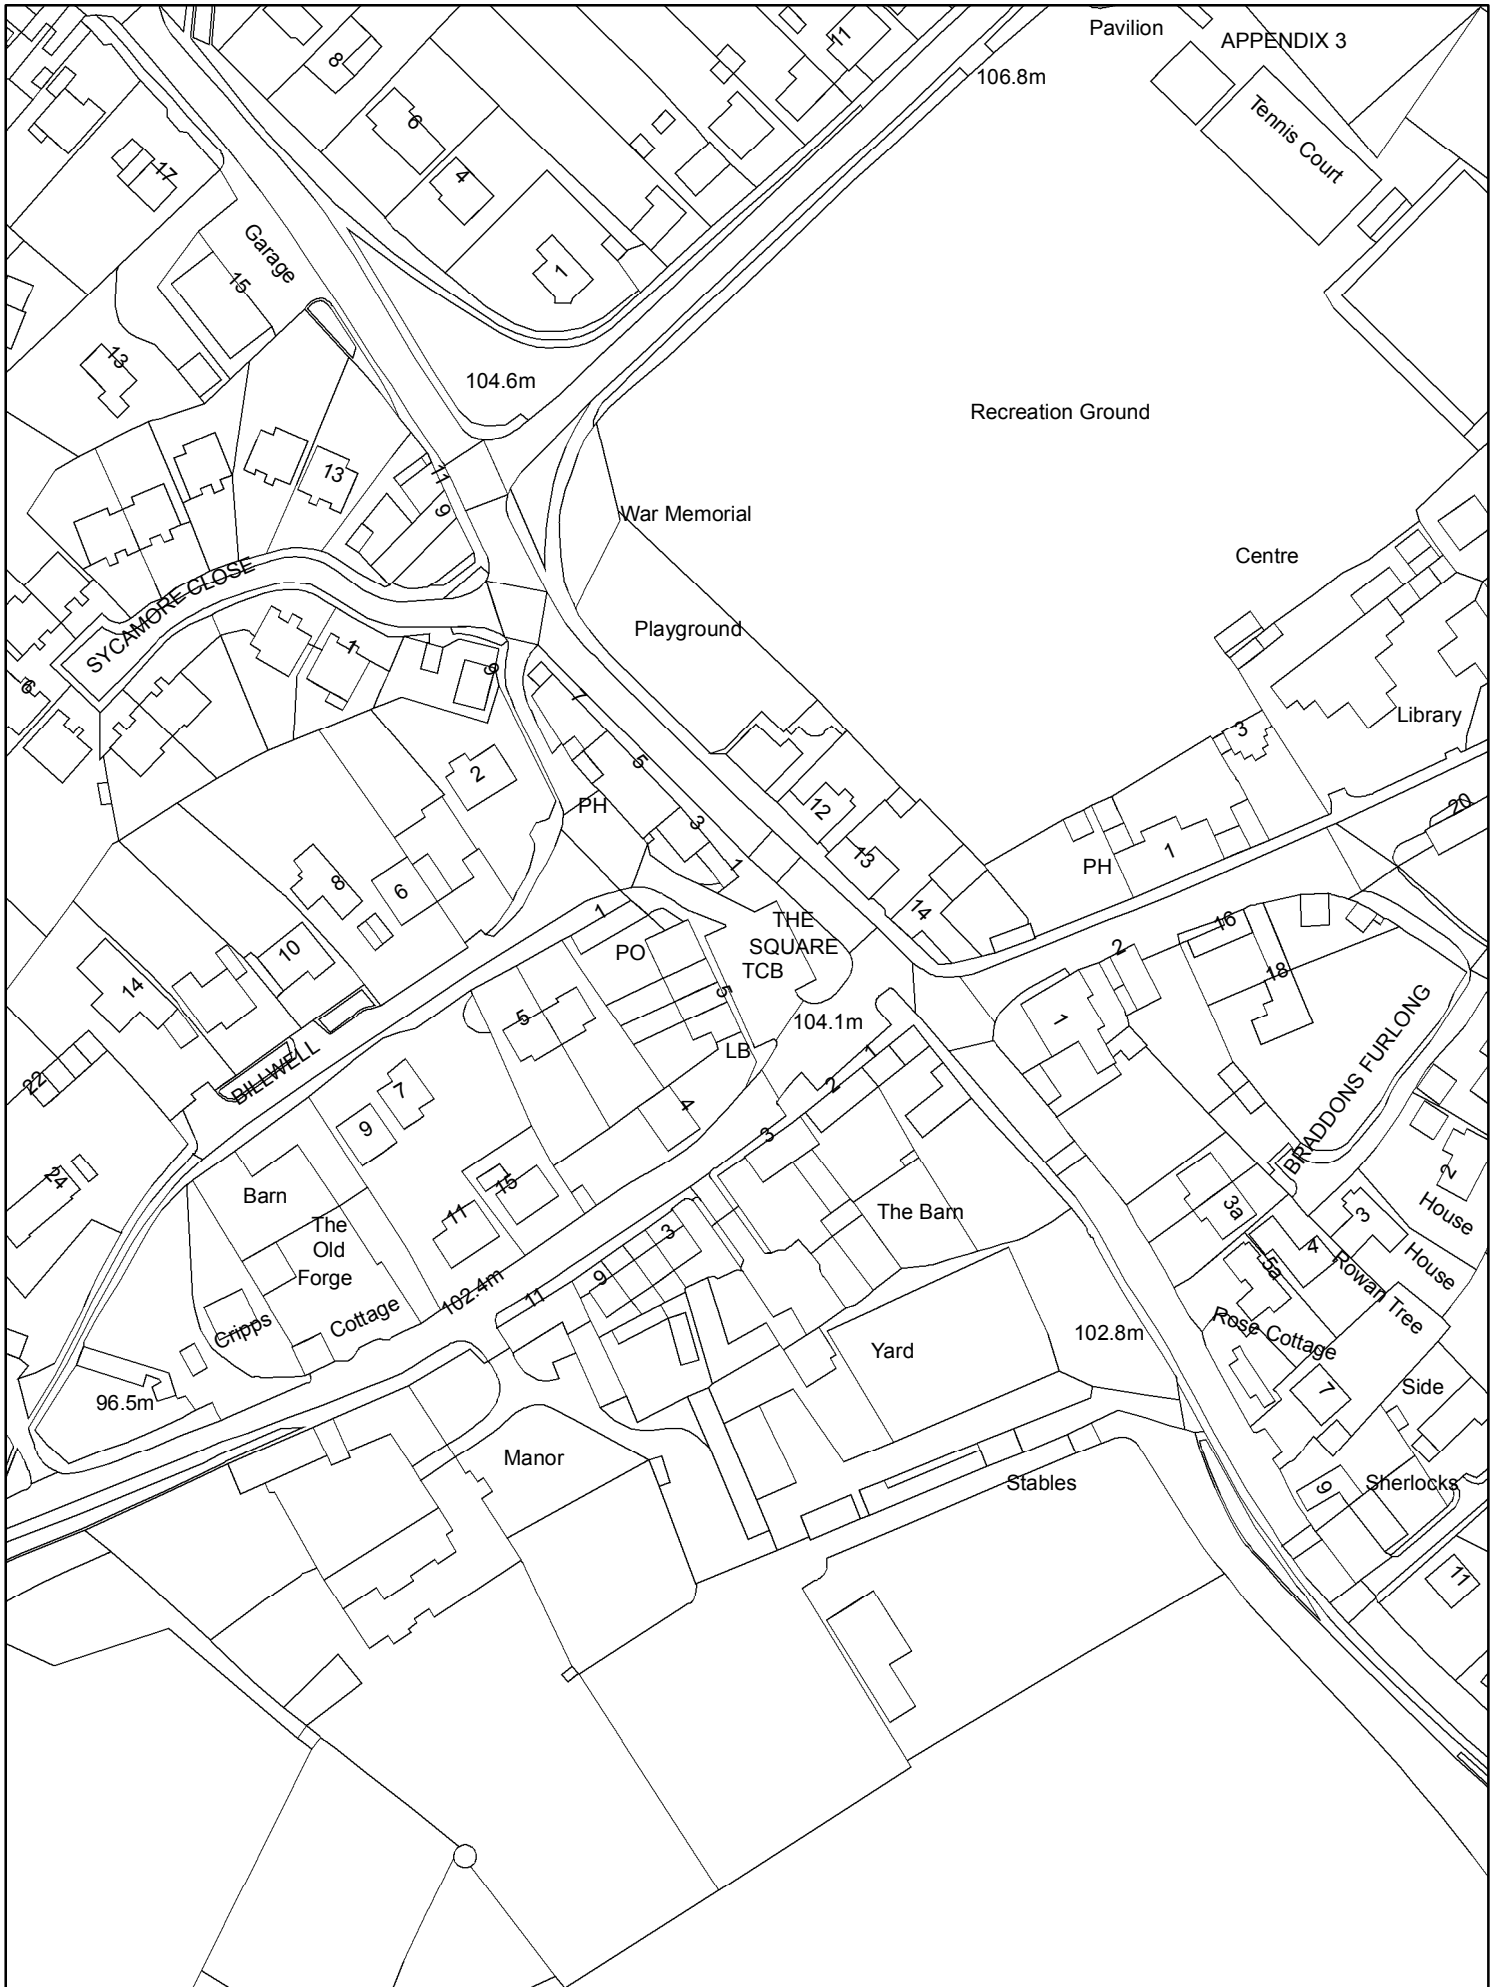 Pavilion
APPENDIX 3
11
8
106.8m
6
Tennis Court
17
4
Garage
1
15
13
104.6m
Recreation Ground
13
11
9
War Memorial
Centre
SYCAMORE CLOSE
Playground
1
9
6
7
Library
3
5
2
PH
12
20
3
13
1
PH
1
8
6
14
1
THE
SQUARE
TCB
16
2
10
PO
18
14
5
5
104.1m
1
LB
BILLWELL
22
1
2
7
4
BRADDONS FURLONG
9
3
24
15
2
Barn
The Barn
3a
3
House
11
The
Old
Forge
3
4
House
5a
Rowan Tree
102.4m
9
11
Cottage
Cripps
Rose Cottage
102.8m
Yard
7
Side
96.5m
Manor
Stables
9
Sherlocks
11